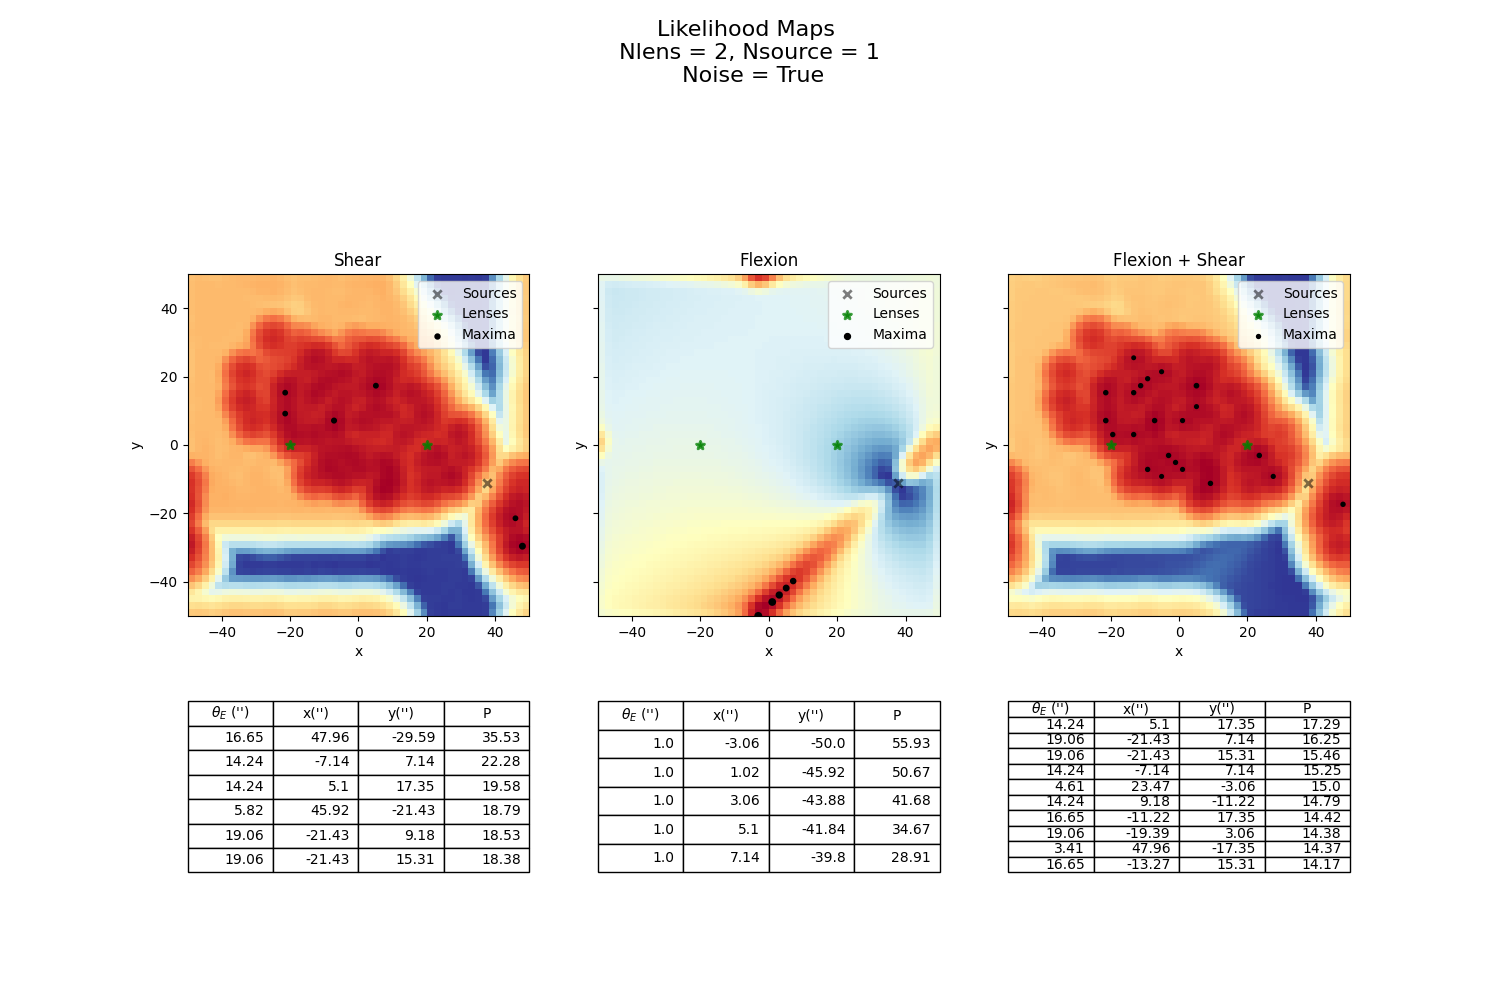 Likelihood Maps
Nlens = 2, Nsource = 1
Noise = True
Shear
Flexion
Flexion + Shear
Sources
Lenses
Maxima
Sources
Lenses
Maxima
Sources
Lenses
Maxima
40
20
0
−20
−40
y
y
y
−40 −20 0 20 40
−40 −20 0 20 40
−40 −20 0 20 40
x
x
x
θE ('') x('') y('') P
16.65 47.96 -29.59 35.53
14.24 -7.14 7.14 22.28
14.24 5.1 17.35 19.58
5.82 45.92 -21.43 18.79
19.06 -21.43 9.18 18.53
19.06 -21.43 15.31 18.38
θE ('') x('') y('') P
1.0 -3.06 -50.0 55.93
1.0 1.02 -45.92 50.67
1.0 3.06 -43.88 41.68
1.0 5.1 -41.84 34.67
1.0 7.14 -39.8 28.91
θE ('') x('') y('') P
14.24 5.1 17.35 17.29
19.06 -21.43 7.14 16.25
19.06 -21.43 15.31 15.46
14.24 -7.14 7.14 15.25
4.61 23.47 -3.06 15.0
14.24 9.18 -11.22 14.79
16.65 -11.22 17.35 14.42
19.06 -19.39 3.06 14.38
3.41 47.96 -17.35 14.37
16.65 -13.27 15.31 14.17